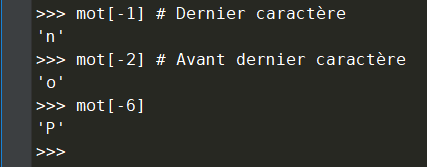 >>> mot[-1] # Dernier caractère
'n'
>>> mot[-2] # Avant dernier caractère
'o'
>>> mot[-6]
'P'
>>>